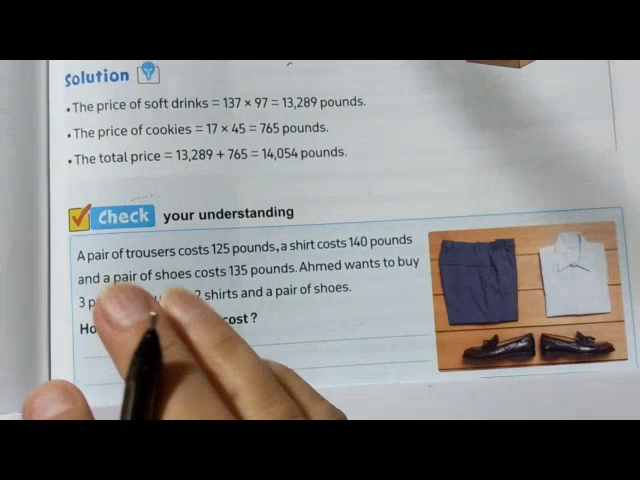 Solution
• The price of soft drinks = 137 × 97 = 13,289 pounds.
• The price of cookies = 17 × 45 = 765 pounds.
• The total price = 13,289 + 765 = 14,054 pounds.
Check your understanding
A pair of trousers costs 125 pounds, a shirt costs 140 pounds
and a pair of shoes costs 135 pounds. Ahmed wants to buy
3 2 shirts and a pair of shoes.
cost ?